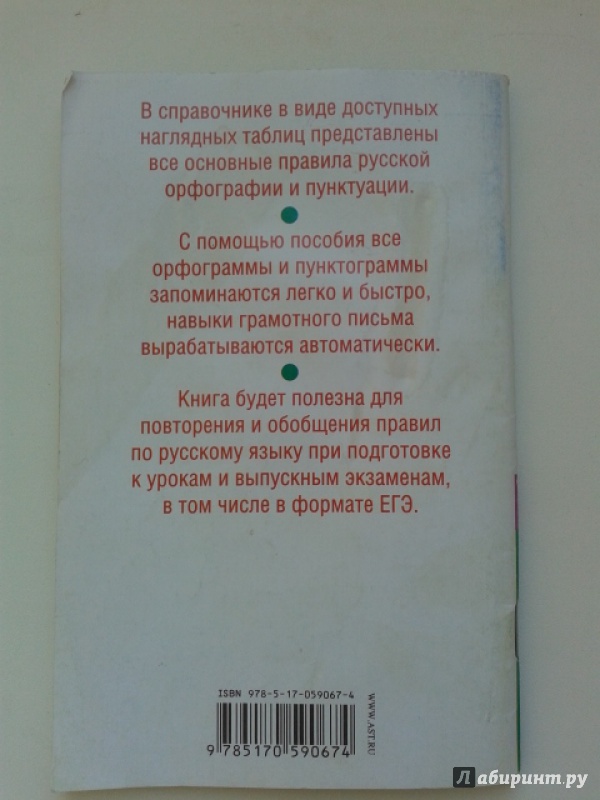 В справочнике в виде доступных
наглядных таблиц представлены
все основные правила русской
орфографии и пунктуации.
С помощью пособия все
орфограммы и пунктограммы
запоминаются легко и быстро,
навыки грамотного письма
вырабатываются автоматически.
Книга будет полезна для
повторения и обобщения правил
по русскому языку при подготовке
к урокам и выпускным экзаменам,
в том числе в формате ЕГЭ.
ISBN 978-5-17-059067-4
9 785170 590674
WWW.AST.RU
Лабиринт.ру